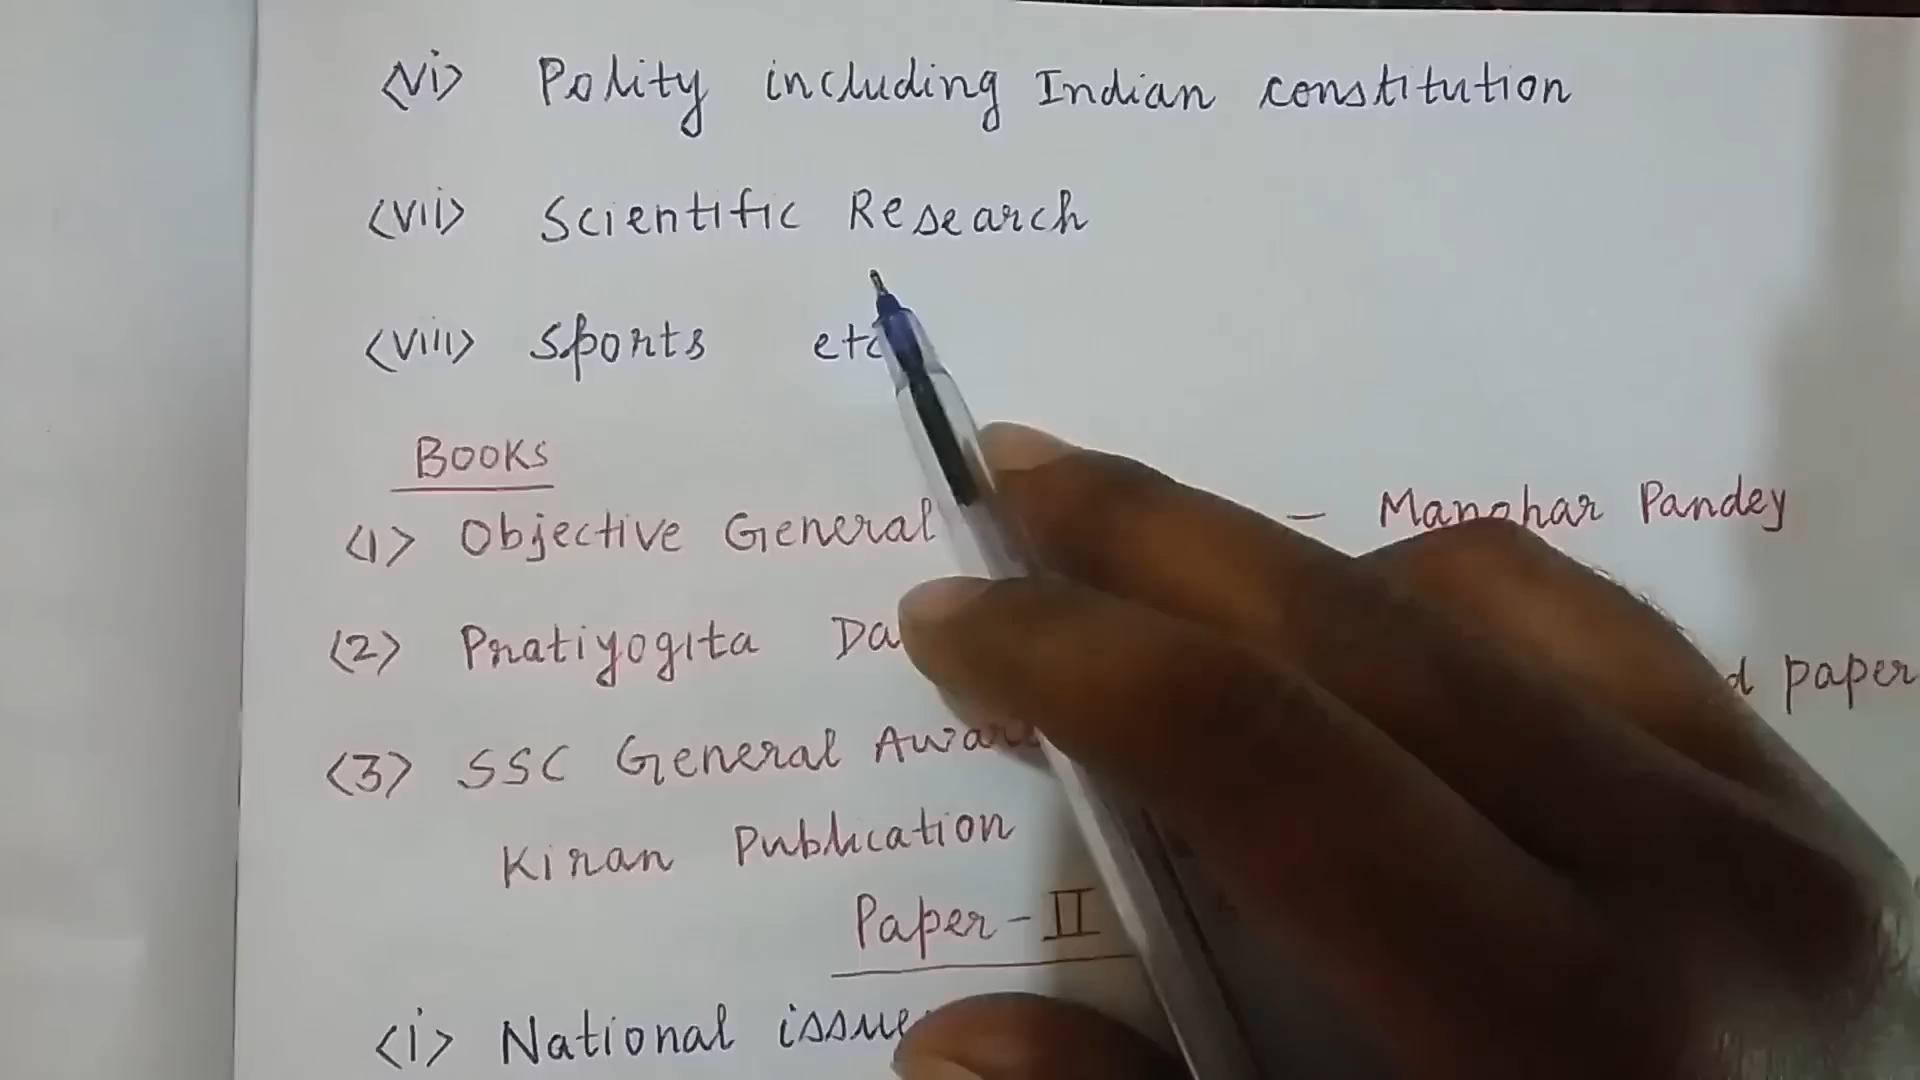 <vi> Polity including Indian constitution
<vii> Scientific Research
<viii> Sports etc
Books
<1> Objective General - Manohar Pandey
<2> Pratiyogita paper
<3> SSC General
Kiran Publication
Paper - II
<i> National